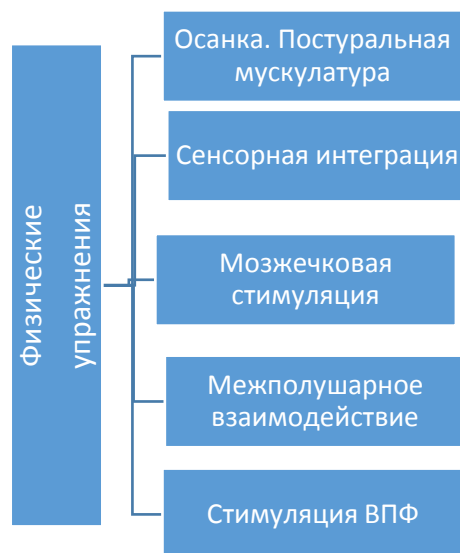 Физические
упражнения
Осанка. Постуральная
мускулатура
Сенсорная интеграция
Мозжечковая
стимуляция
Межполушарное
взаимодействие
Стимуляция ВПФ